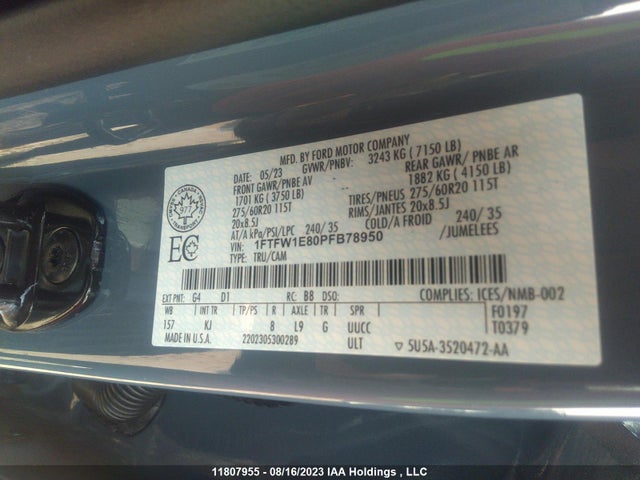 MFD. BY FORD MOTOR COMPANY
DATE: 05/23 GVWR/PNBV: 3243 KG ( 7150 LB)
FRONT GAWR/PNBE AV REAR GAWR/ PNBE AR
1701 KG ( 3750 LB) 1882 KG ( 4150 LB)
275/60R20 115T TIRES/PNEUS 275/60R20 115T
20x8.5J RIMS/JANTES 20x8.5J
AT/A kPa/PSI/LPC 240/ 35 COLD/A FROID 240/ 35
VIN: 1FTFW1E80PFB78950 /JUMELEES
TYPE: TRU/CAM
CANADA
977
EC
EXT PNT: G4 D1 RC: B8 DSO: COMPLIES: ICES/NMB-002
WB INT TR TP/PS R AXLE TR SPR F0197
157 KJ 8 L9 G UUCC T0379
MADE IN U.S.A. 2202305300289 ULT 5U5A-3520472-AA
11807955 - 08/16/2023 IAA Holdings , LLC